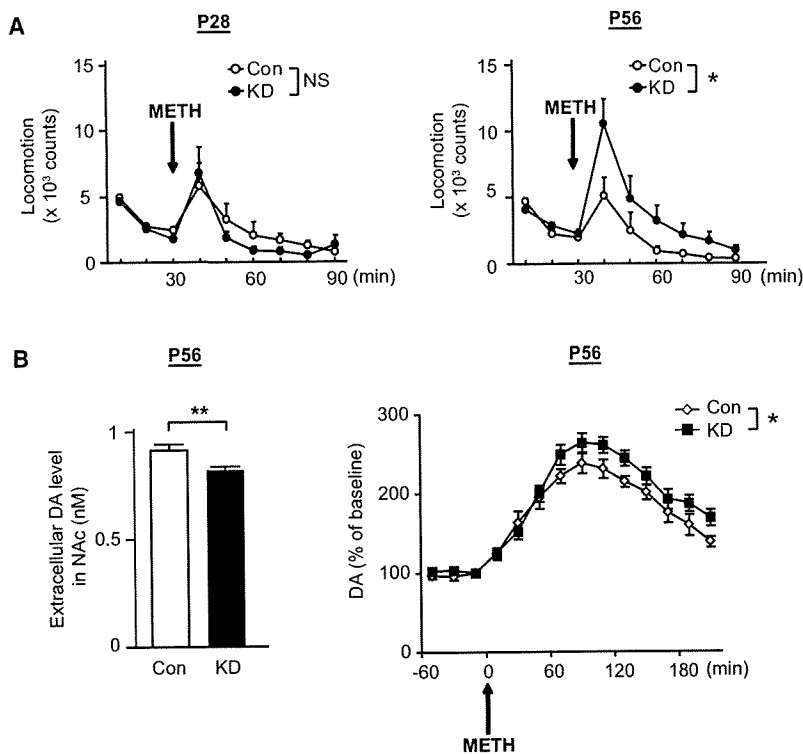 A
P28
15
10
5
0
Locomotion
(x 10³ counts)
METH
Con
KD
NS
30
60
90 (min)
P56
15
10
5
0
Locomotion
(x 10³ counts)
METH
Con
KD
*
30
60
90 (min)
B
P56
**
1
0.5
0
Extracellular DA level
in NAc (nM)
Con
KD
P56
300
200
100
0
DA (% of baseline)
Con
KD
*
-60
0
60
120
180 (min)
METH